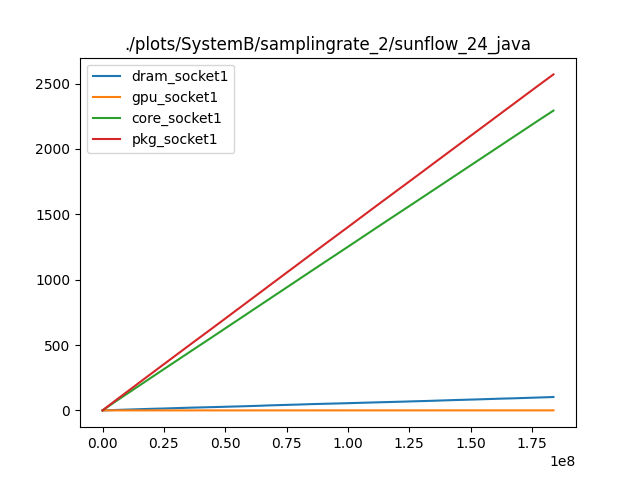 ./plots/SystemB/samplingrate_2/sunflow_24_java
dram_socket1
gpu_socket1
core_socket1
pkg_socket1
2500
2000
1500
1000
500
0
0.00 0.25 0.50 0.75 1.00 1.25 1.50 1.75
1e8